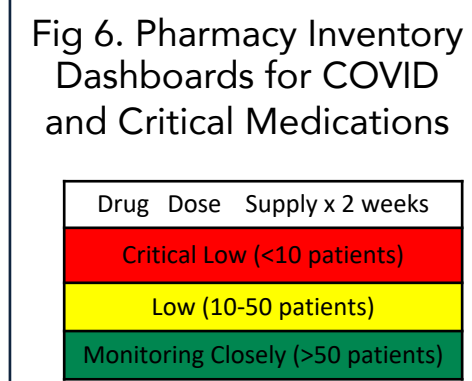 Fig 6. Pharmacy Inventory
Dashboards for COVID
and Critical Medications
Drug Dose Supply x 2 weeks
Critical Low (<10 patients)
Low (10-50 patients)
Monitoring Closely (>50 patients)